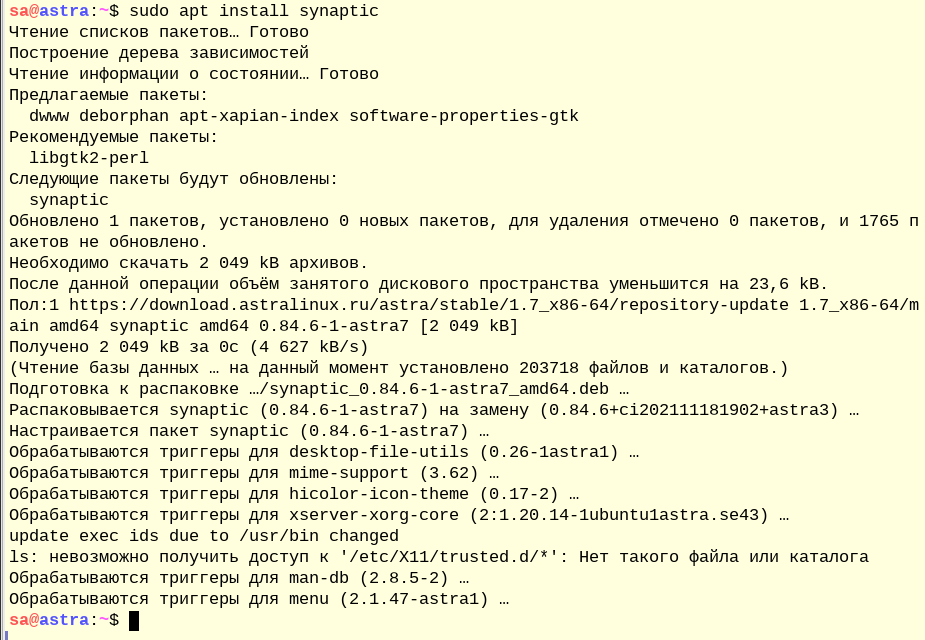 sa@astra:~$ sudo apt install synaptic
Чтение списков пакетов… Готово
Построение дерева зависимостей
Чтение информации о состоянии… Готово
Предлагаемые пакеты:
  dwww deborphan apt-xapian-index software-properties-gtk
Рекомендуемые пакеты:
  libgtk2-perl
Следующие пакеты будут обновлены:
  synaptic
Обновлено 1 пакетов, установлено 0 новых пакетов, для удаления отмечено 0 пакетов, и 1765 п
акетов не обновлено.
Необходимо скачать 2 049 kB архивов.
После данной операции объём занятого дискового пространства уменьшится на 23,6 kB.
Пол:1 https://download.astralinux.ru/astra/stable/1.7_x86-64/repository-update 1.7_x86-64/m
ain amd64 synaptic amd64 0.84.6-1-astra7 [2 049 kB]
Получено 2 049 kB за 0с (4 627 kB/s)
(Чтение базы данных … на данный момент установлено 203718 файлов и каталогов.)
Подготовка к распаковке …/synaptic_0.84.6-1-astra7_amd64.deb …
Распаковывается synaptic (0.84.6-1-astra7) на замену (0.84.6+ci202111181902+astra3) …
Настраивается пакет synaptic (0.84.6-1-astra7) …
Обрабатываются триггеры для desktop-file-utils (0.26-1astra1) …
Обрабатываются триггеры для mime-support (3.62) …
Обрабатываются триггеры для hicolor-icon-theme (0.17-2) …
Обрабатываются триггеры для xserver-xorg-core (2:1.20.14-1ubuntu1astra.se43) …
update exec ids due to /usr/bin changed
ls: невозможно получить доступ к '/etc/X11/trusted.d/*': Нет такого файла или каталога
Обрабатываются триггеры для man-db (2.8.5-2) …
Обрабатываются триггеры для menu (2.1.47-astra1) …
sa@astra:~$